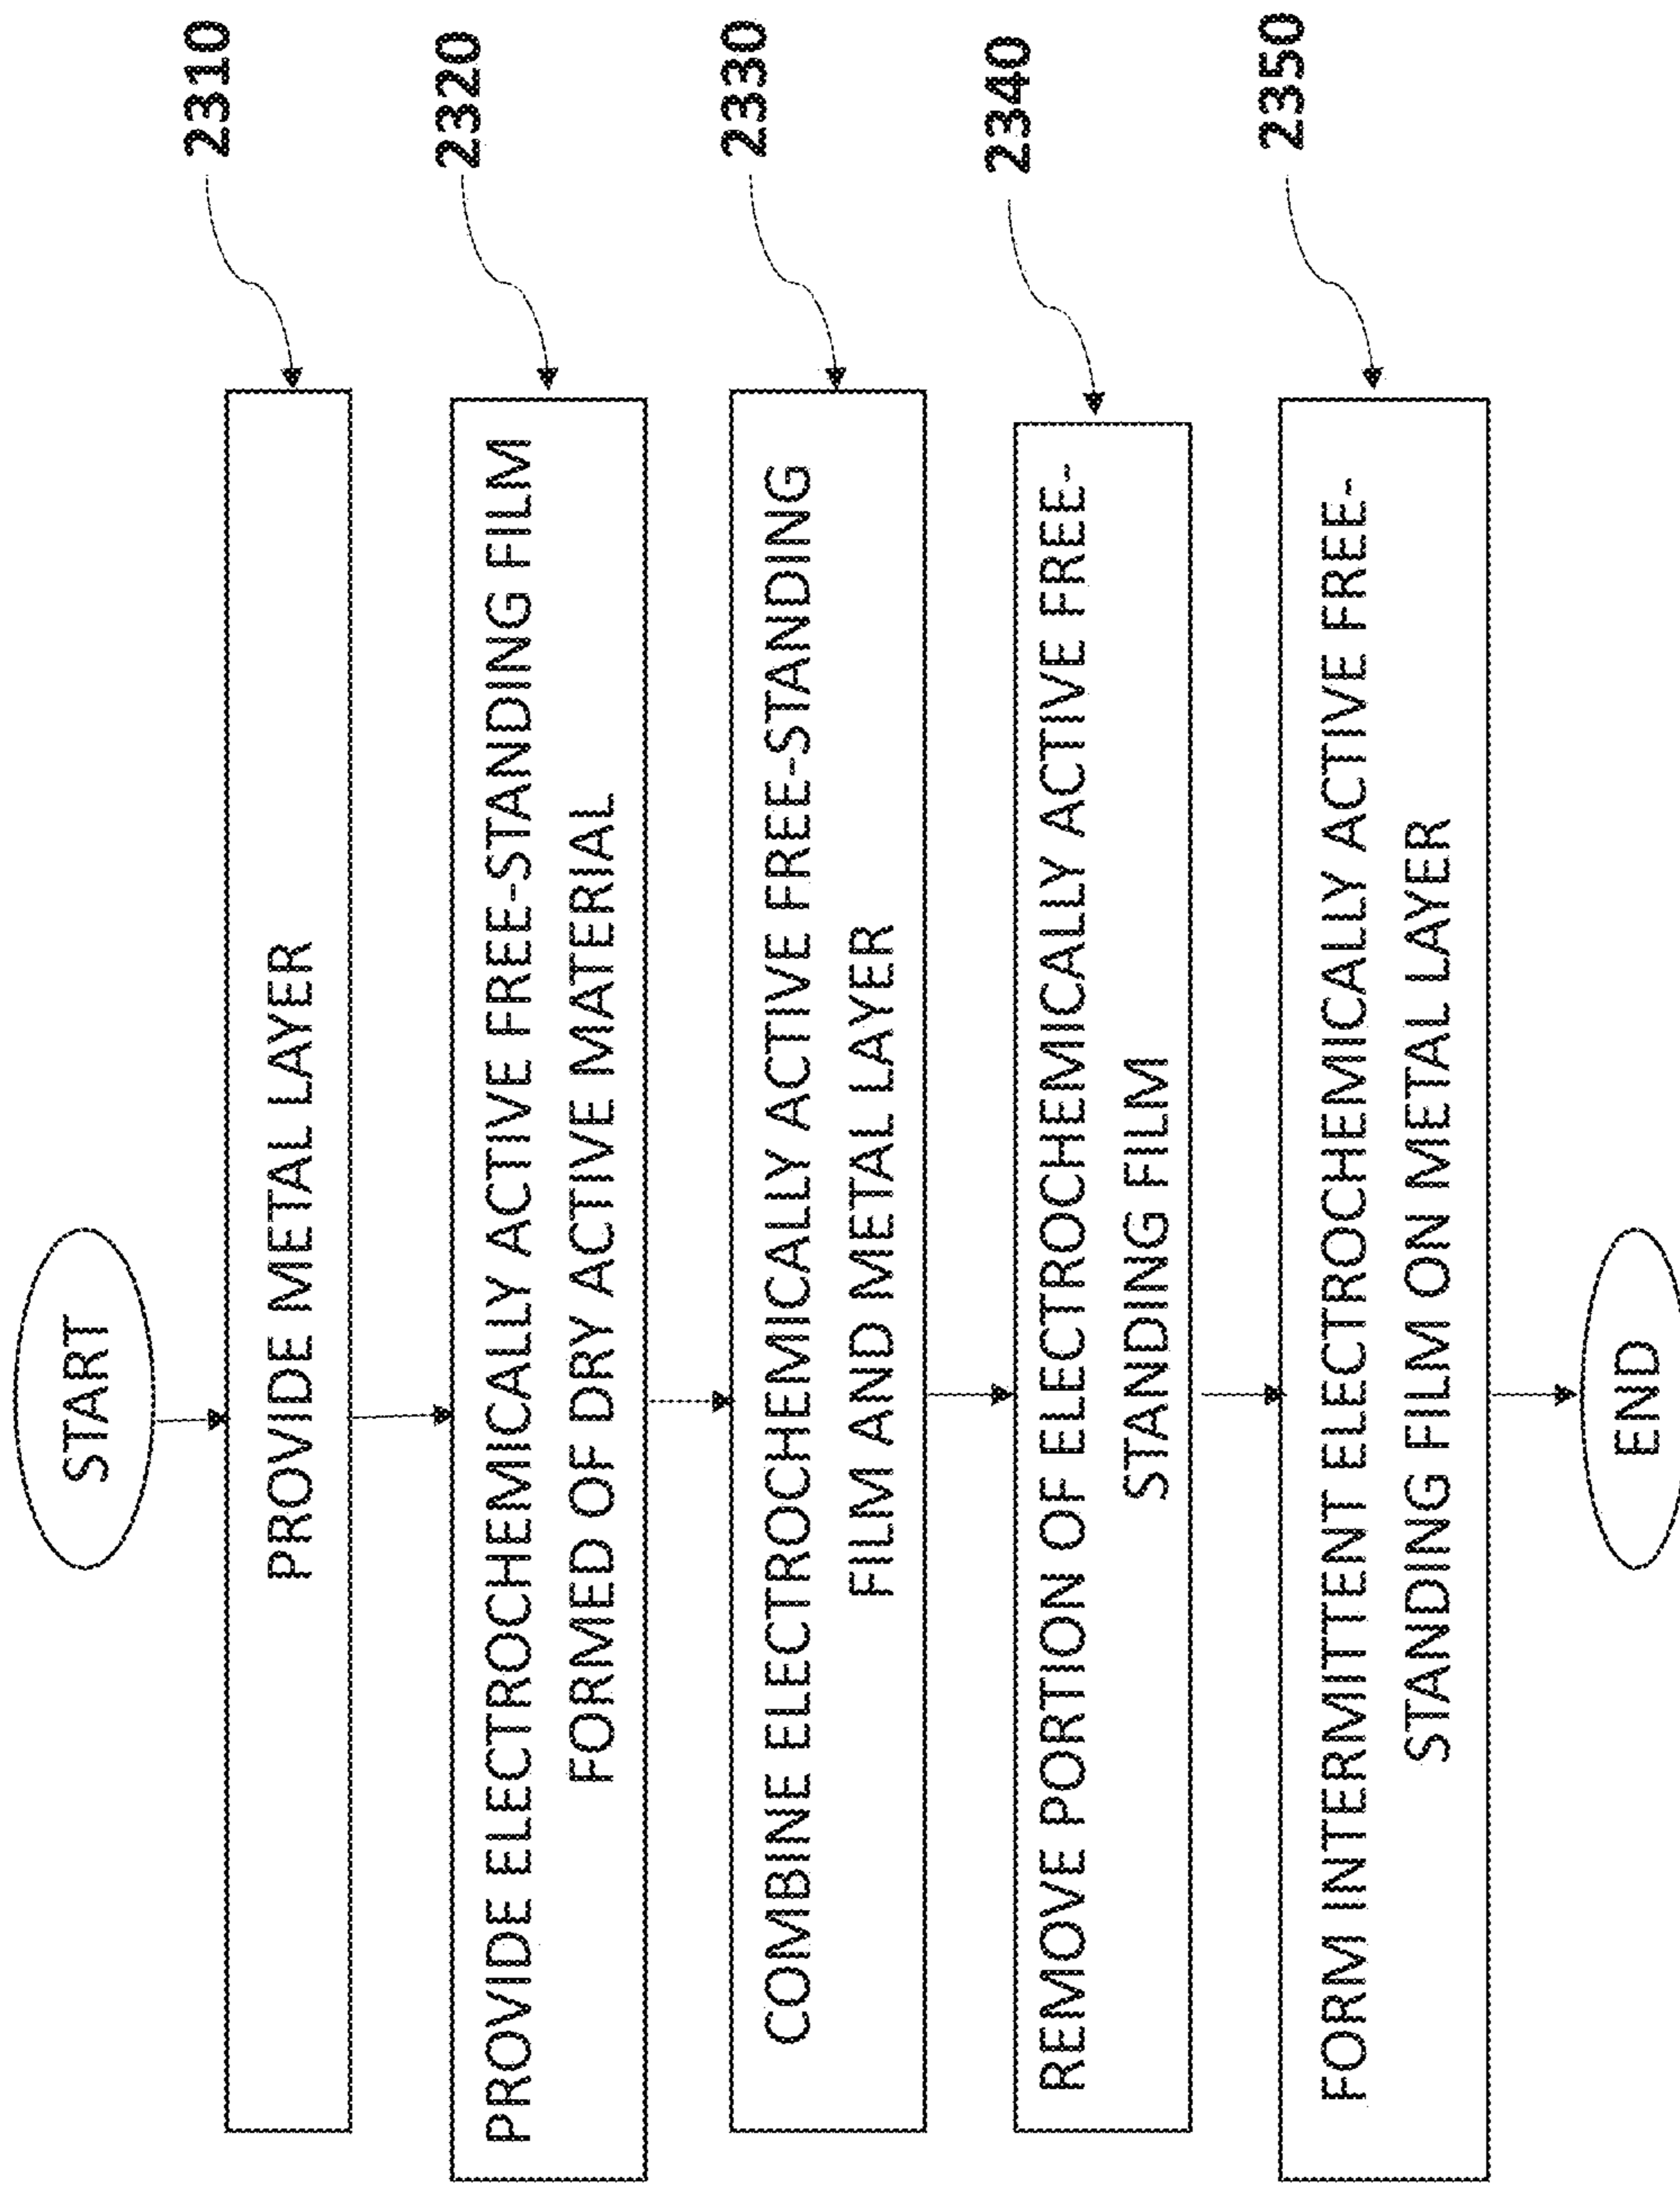 START
2310
PROVIDE METAL LAYER
2320
PROVIDE ELECTROCHEMICALLY ACTIVE FREE-STANDING FILM
FORMED OF DRY ACTIVE MATERIAL
2330
COMBINE ELECTROCHEMICALLY ACTIVE FREE-STANDING
FILM AND METAL LAYER
2340
REMOVE PORTION OF ELECTROCHEMICALLY ACTIVE FREE-
STANDING FILM
2350
FORM INTERMITTENT ELECTROCHEMICALLY ACTIVE FREE-
STANDING FILM ON METAL LAYER
END